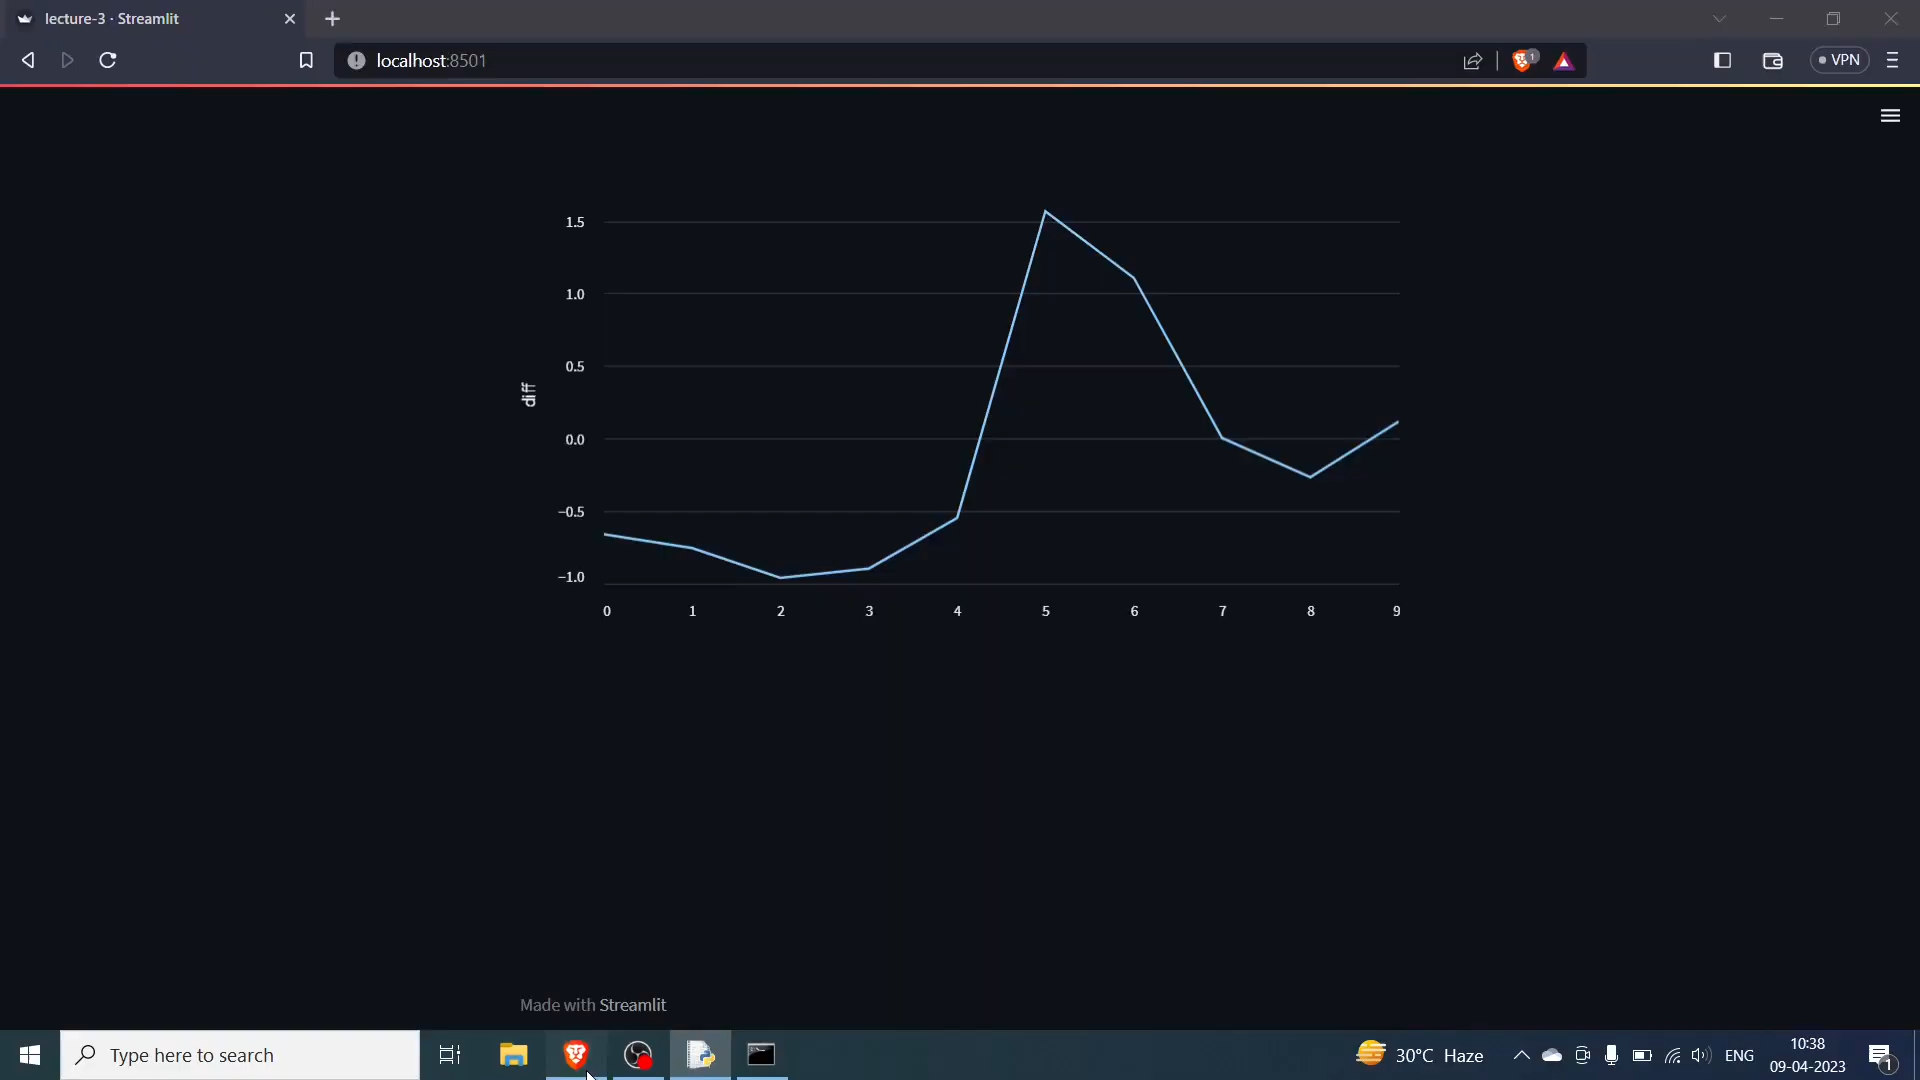 lecture-3 · Streamlit
localhost:8501
1
VPN
1.5
1.0
0.5
diff
0.0
−0.5
−1.0
0 1 2 3 4 5 6 7 8 9
Made with Streamlit
Type here to search
30°C Haze
ENG
10:38
09-04-2023
1